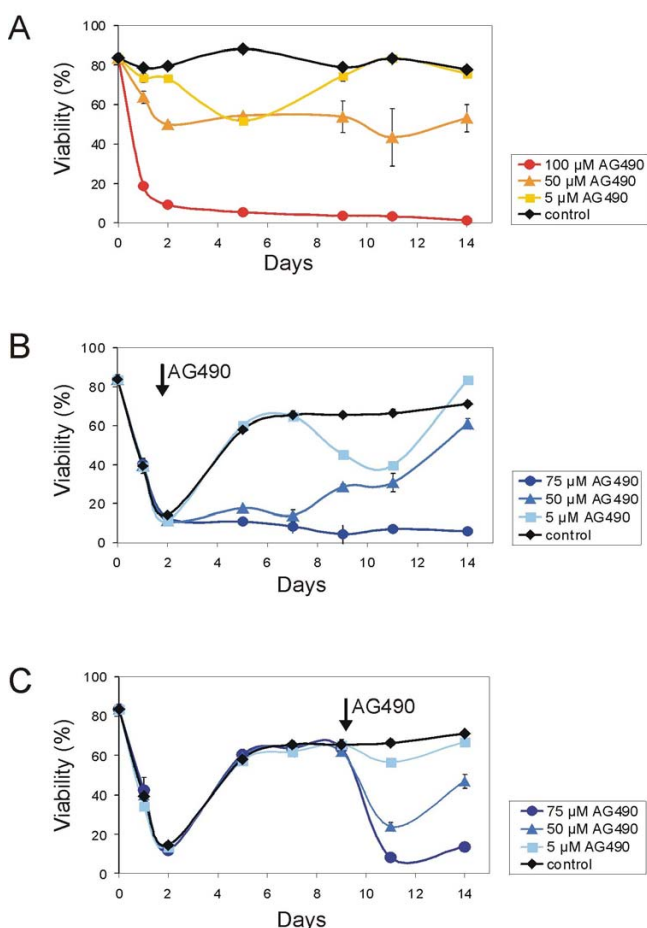 A
Viability (%)
100
80
60
40
20
0
0 2 4 6 8 10 12 14
Days
100 µM AG490
50 µM AG490
5 µM AG490
control
B
Viability (%)
AG490
100
80
60
40
20
0
0 2 4 6 8 10 12 14
Days
75 µM AG490
50 µM AG490
5 µM AG490
control
C
Viability (%)
AG490
100
80
60
40
20
0
0 2 4 6 8 10 12 14
Days
75 µM AG490
50 µM AG490
5 µM AG490
control